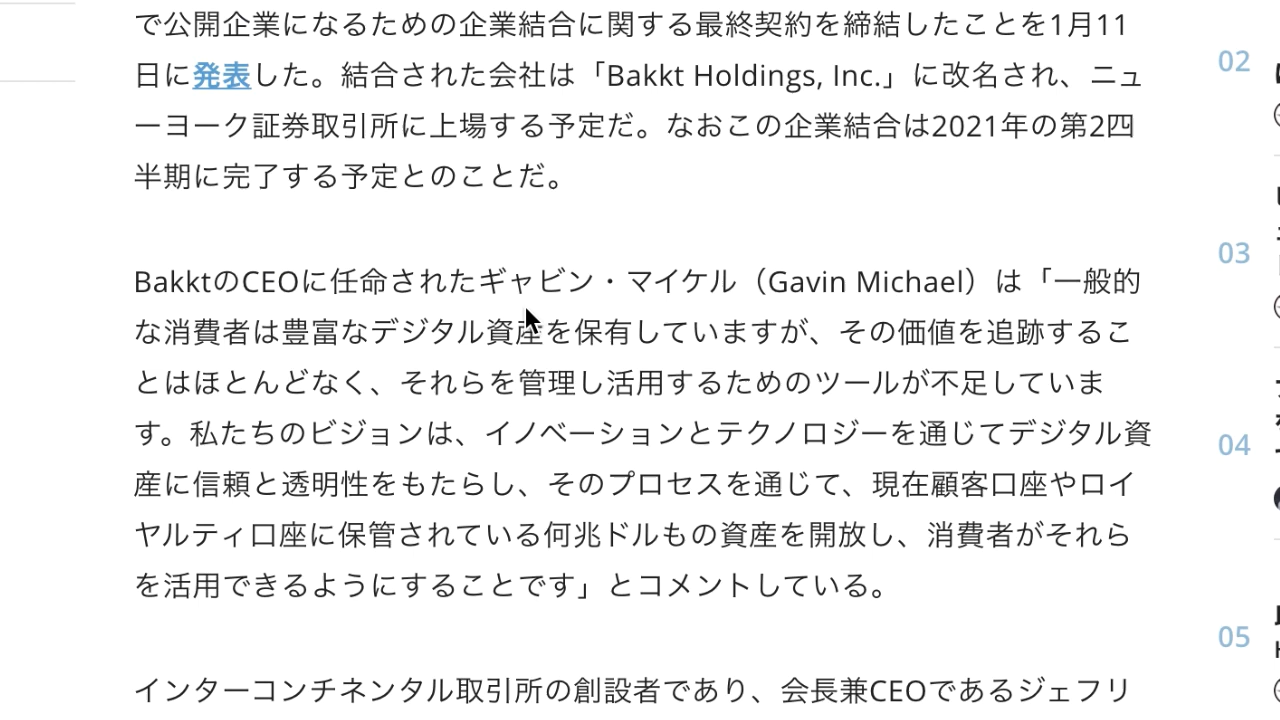 で公開企業になるための企業結合に関する最終契約を締結したことを1月11
日に発表した。結合された会社は「Bakkt Holdings, Inc.」に改名され、ニュ
ーヨーク証券取引所に上場する予定だ。なおこの企業結合は2021年の第2四
半期に完了する予定とのことだ。
BakktのCEOに任命されたギャビン・マイケル（Gavin Michael）は「一般的
な消費者は豊富なデジタル資産を保有していますが、その価値を追跡するこ
とはほとんどなく、それらを管理し活用するためのツールが不足していま
す。私たちのビジョンは、イノベーションとテクノロジーを通じてデジタル資
産に信頼と透明性をもたらし、そのプロセスを通じて、現在顧客口座やロイ
ヤルティ口座に保管されている何兆ドルもの資産を開放し、消費者がそれら
を活用できるようにすることです」とコメントしている。
インターコンチネンタル取引所の創設者であり、会長兼CEOであるジェフリ
02
03
04
05